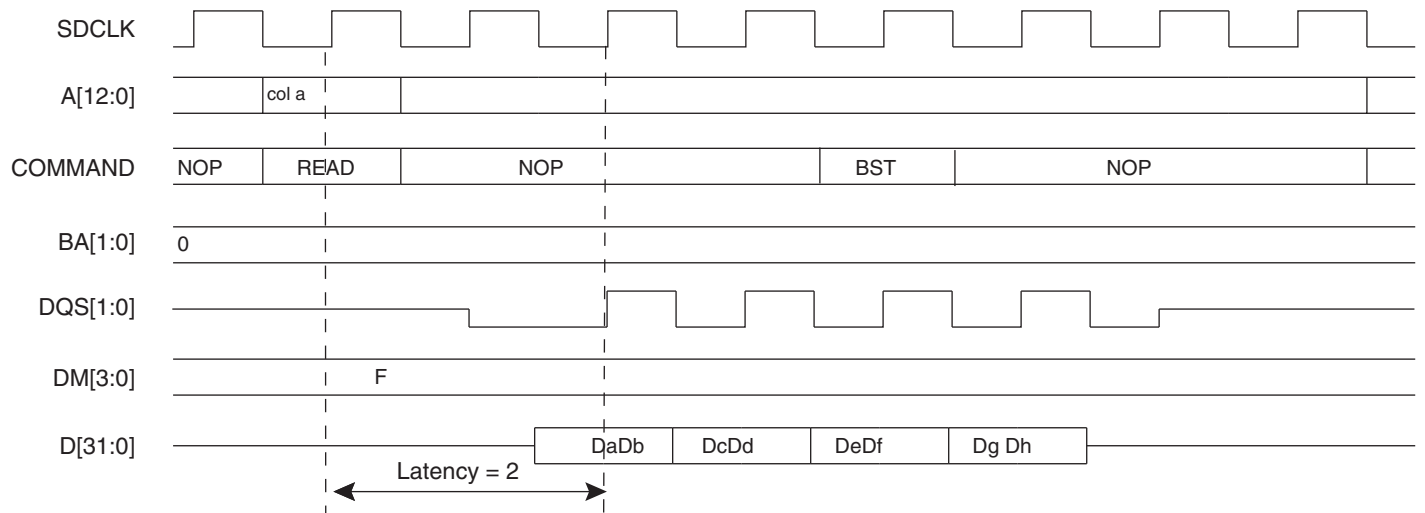 SDCLK
A[12:0] col a
COMMAND NOP READ NOP BST NOP
BA[1:0] 0
DQS[1:0]
DM[3:0] F
D[31:0] DaDb DcDd DeDf Dg Dh
Latency = 2